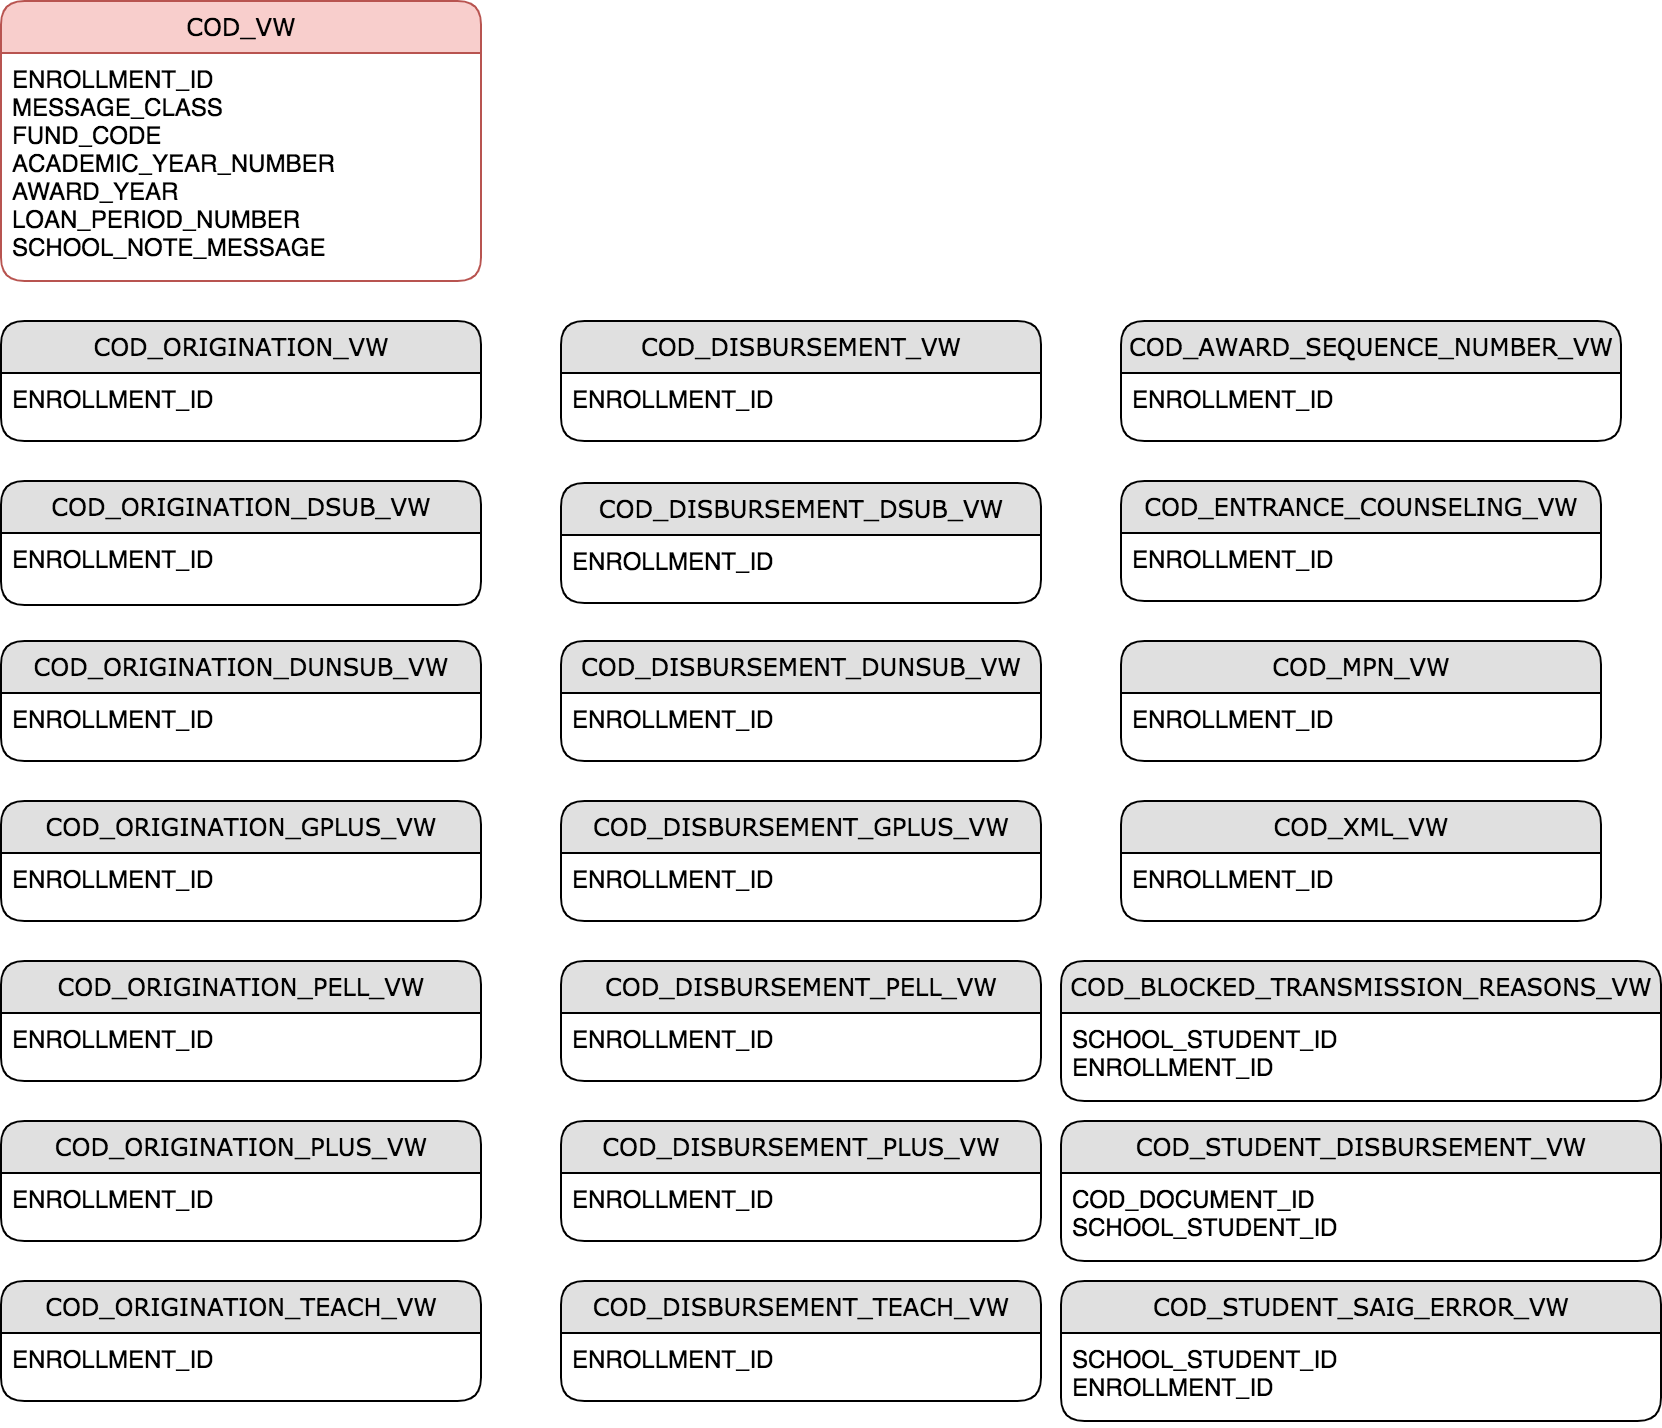 COD_VW
ENROLLMENT_ID
MESSAGE_CLASS
FUND_CODE
ACADEMIC_YEAR_NUMBER
AWARD_YEAR
LOAN_PERIOD_NUMBER
SCHOOL_NOTE_MESSAGE
COD_ORIGINATION_VW
ENROLLMENT_ID
COD_DISBURSEMENT_VW
ENROLLMENT_ID
COD_AWARD_SEQUENCE_NUMBER_VW
ENROLLMENT_ID
COD_ORIGINATION_DSUB_VW
ENROLLMENT_ID
COD_DISBURSEMENT_DSUB_VW
ENROLLMENT_ID
COD_ENTRANCE_COUNSELING_VW
ENROLLMENT_ID
COD_ORIGINATION_DUNSUB_VW
ENROLLMENT_ID
COD_DISBURSEMENT_DUNSUB_VW
ENROLLMENT_ID
COD_MPN_VW
ENROLLMENT_ID
COD_ORIGINATION_GPLUS_VW
ENROLLMENT_ID
COD_DISBURSEMENT_GPLUS_VW
ENROLLMENT_ID
COD_XML_VW
ENROLLMENT_ID
COD_ORIGINATION_PELL_VW
ENROLLMENT_ID
COD_DISBURSEMENT_PELL_VW
ENROLLMENT_ID
COD_BLOCKED_TRANSMISSION_REASONS_VW
SCHOOL_STUDENT_ID
ENROLLMENT_ID
COD_ORIGINATION_PLUS_VW
ENROLLMENT_ID
COD_DISBURSEMENT_PLUS_VW
ENROLLMENT_ID
COD_STUDENT_DISBURSEMENT_VW
COD_DOCUMENT_ID
SCHOOL_STUDENT_ID
COD_ORIGINATION_TEACH_VW
ENROLLMENT_ID
COD_DISBURSEMENT_TEACH_VW
ENROLLMENT_ID
COD_STUDENT_SAIG_ERROR_VW
SCHOOL_STUDENT_ID
ENROLLMENT_ID